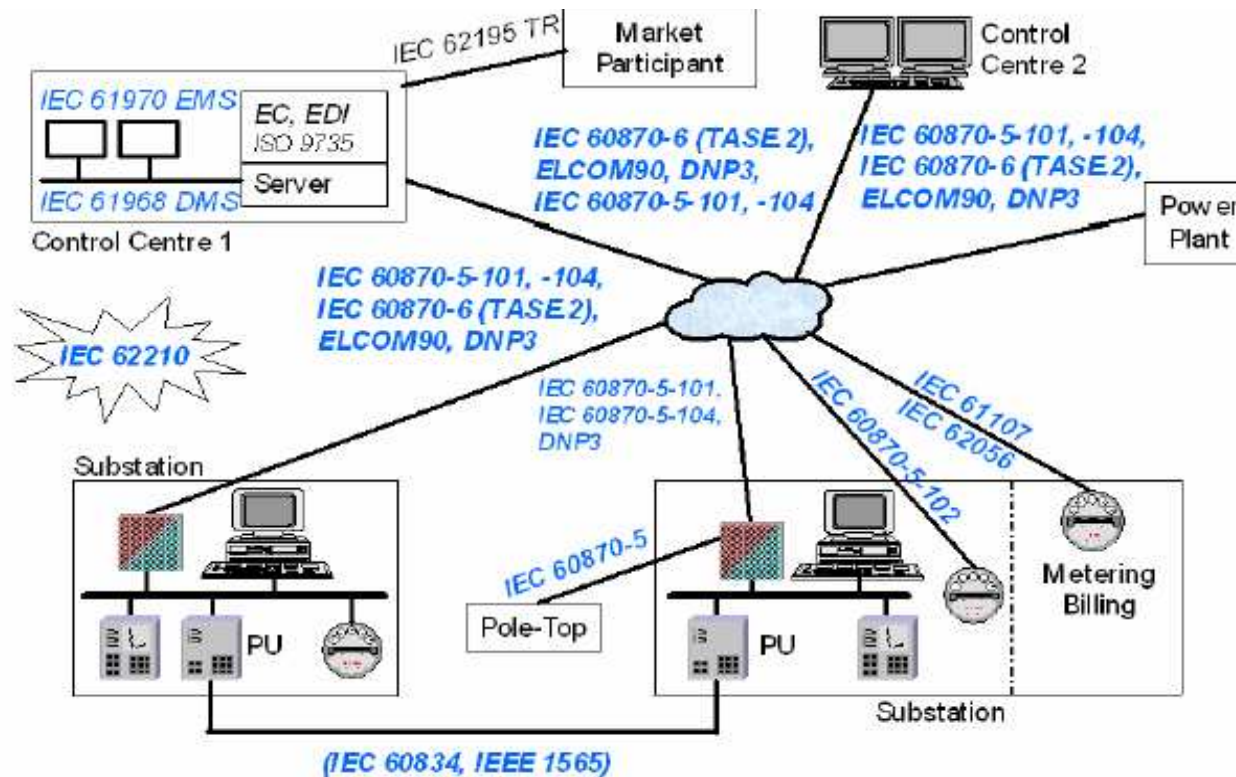 IEC 62195 TR
Market
Participant
Control
Centre 2
IEC 61970 EMS
EC, EDI
ISO 9735
Server
IEC 61968 DMS
Control Centre 1
IEC 60870-6 (TASE.2),
ELCOM90, DNP3,
IEC 60870-5-101, -104
IEC 60870-5-101, -104,
IEC 60870-6 (TASE.2),
ELCOM90, DNP3
Power
Plant
IEC 60870-5-101, -104,
IEC 60870-6 (TASE.2),
ELCOM90, DNP3
IEC 62210
IEC 60870-5-101,
IEC 60870-5-104,
DNP3
IEC 60870-5-102
IEC 61107
IEC 62056
Substation
PU
IEC 60870-5
Pole-Top
PU
Metering
Billing
Substation
(IEC 60834, IEEE 1565)